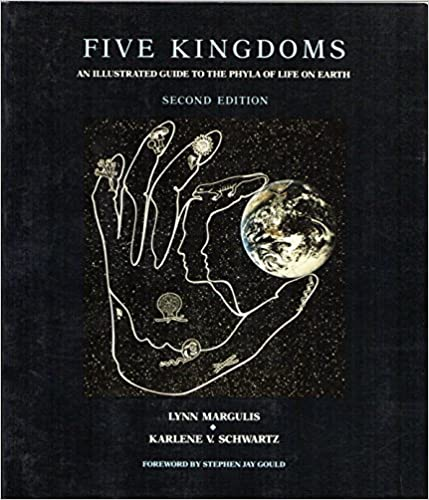 FIVE KINGDOMS
AN ILLUSTRATED GUIDE TO THE PHYLA OF LIFE ON EARTH
SECOND EDITION
LYNN MARGULIS
◆
KARLENE V. SCHWARTZ
FOREWORD BY STEPHEN JAY GOULD